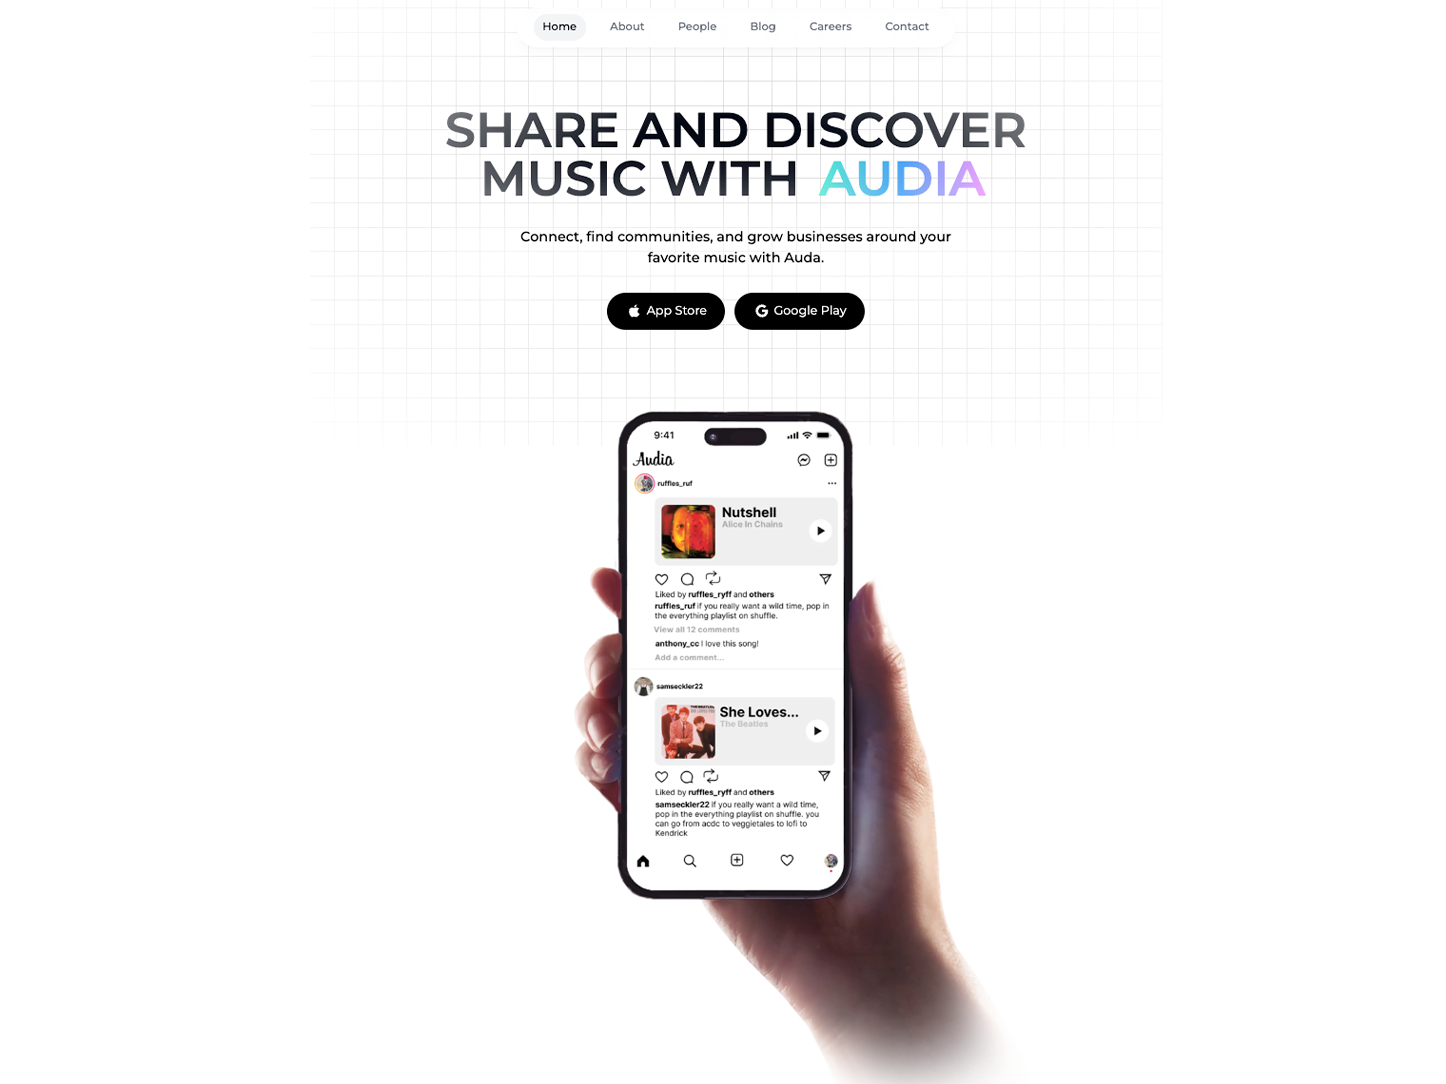 Home About People Blog Careers Contact
SHARE AND DISCOVER
MUSIC WITH AUDIA
Connect, find communities, and grow businesses around your
favorite music with Auda.
App Store Google Play
9:41
Audia
ruffles_ruf
Nutshell
Alice In Chains
Liked by ruffles_ryff and others
ruffles_ruf if you really want a wild time, pop in
the everything playlist on shuffle.
View all 12 comments
anthony_cc I love this song!
Add a comment...
samseckler22
She Loves...
The Beatles
Liked by ruffles_ryff and others
samseckler22 if you really want a wild time,
pop in the everything playlist on shuffle. you
can go from acdc to veggietales to lofi to
Kendrick